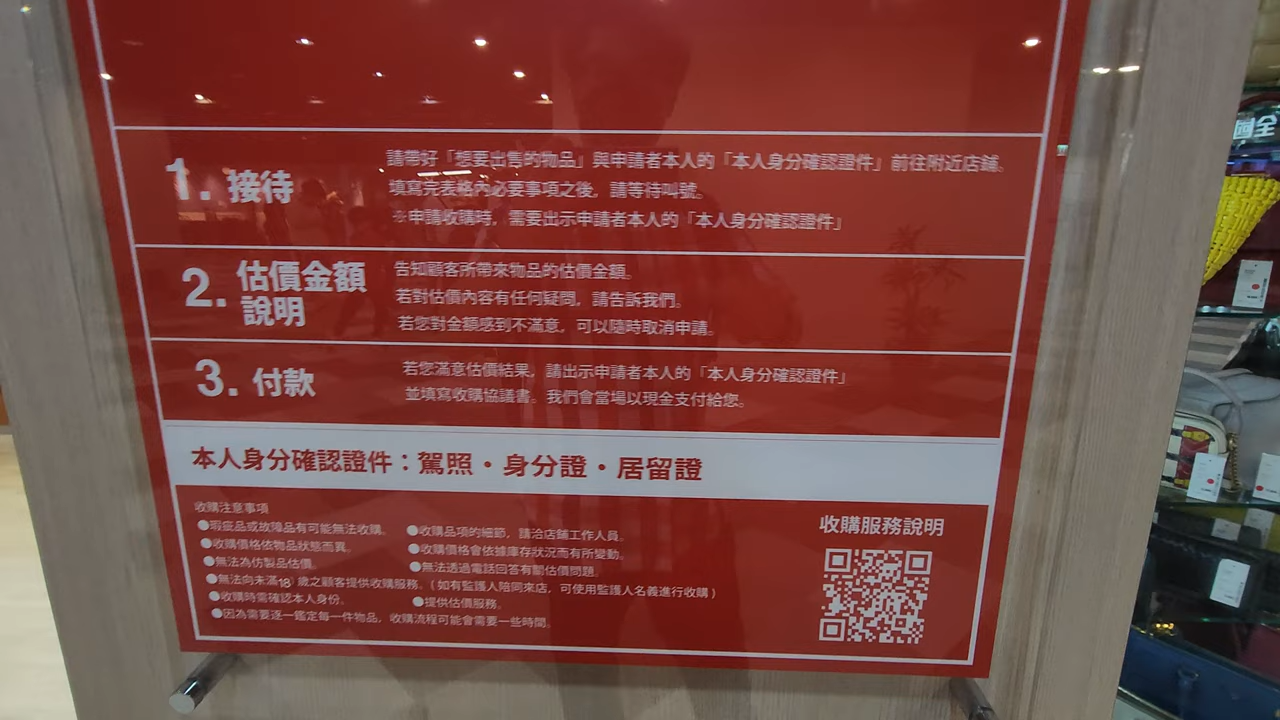 1. 接待
請帶好「想要出售的物品」與申請者本人的「本人身分確認證件」前往附近店舖。
填寫完表格內必要事項之後，請等待叫號。
※申請收購時，需要出示申請者本人的「本人身分確認證件」
2. 估價金額
說明
告知顧客所帶來物品的估價金額。
若對估價內容有任何疑問，請告訴我們。
若您對金額感到不滿意，可以隨時取消申請。
3. 付款
若您滿意估價結果，請出示申請者本人的「本人身分確認證件」
並填寫收購協議書。我們會當場以現金支付給您。
本人身分確認證件：駕照・身分證・居留證
收購注意事項
●瑕疵品或故障品有可能無法收購。
●收購品項的細節，請洽店舖工作人員。
●收購價格依物品狀態而異。
●收購價格會依據庫存狀況而有所變動。
●無法為仿製品估價。
●無法透過電話回答有關估價問題。
●無法向未滿18歲之顧客提供收購服務。(如有監護人陪同來店，可使用監護人名義進行收購)
●收購時需確認本人身份。
●提供估價服務。
●因為需要逐一鑑定每一件物品，收購流程可能會需要一些時間。
收購服務說明
全國